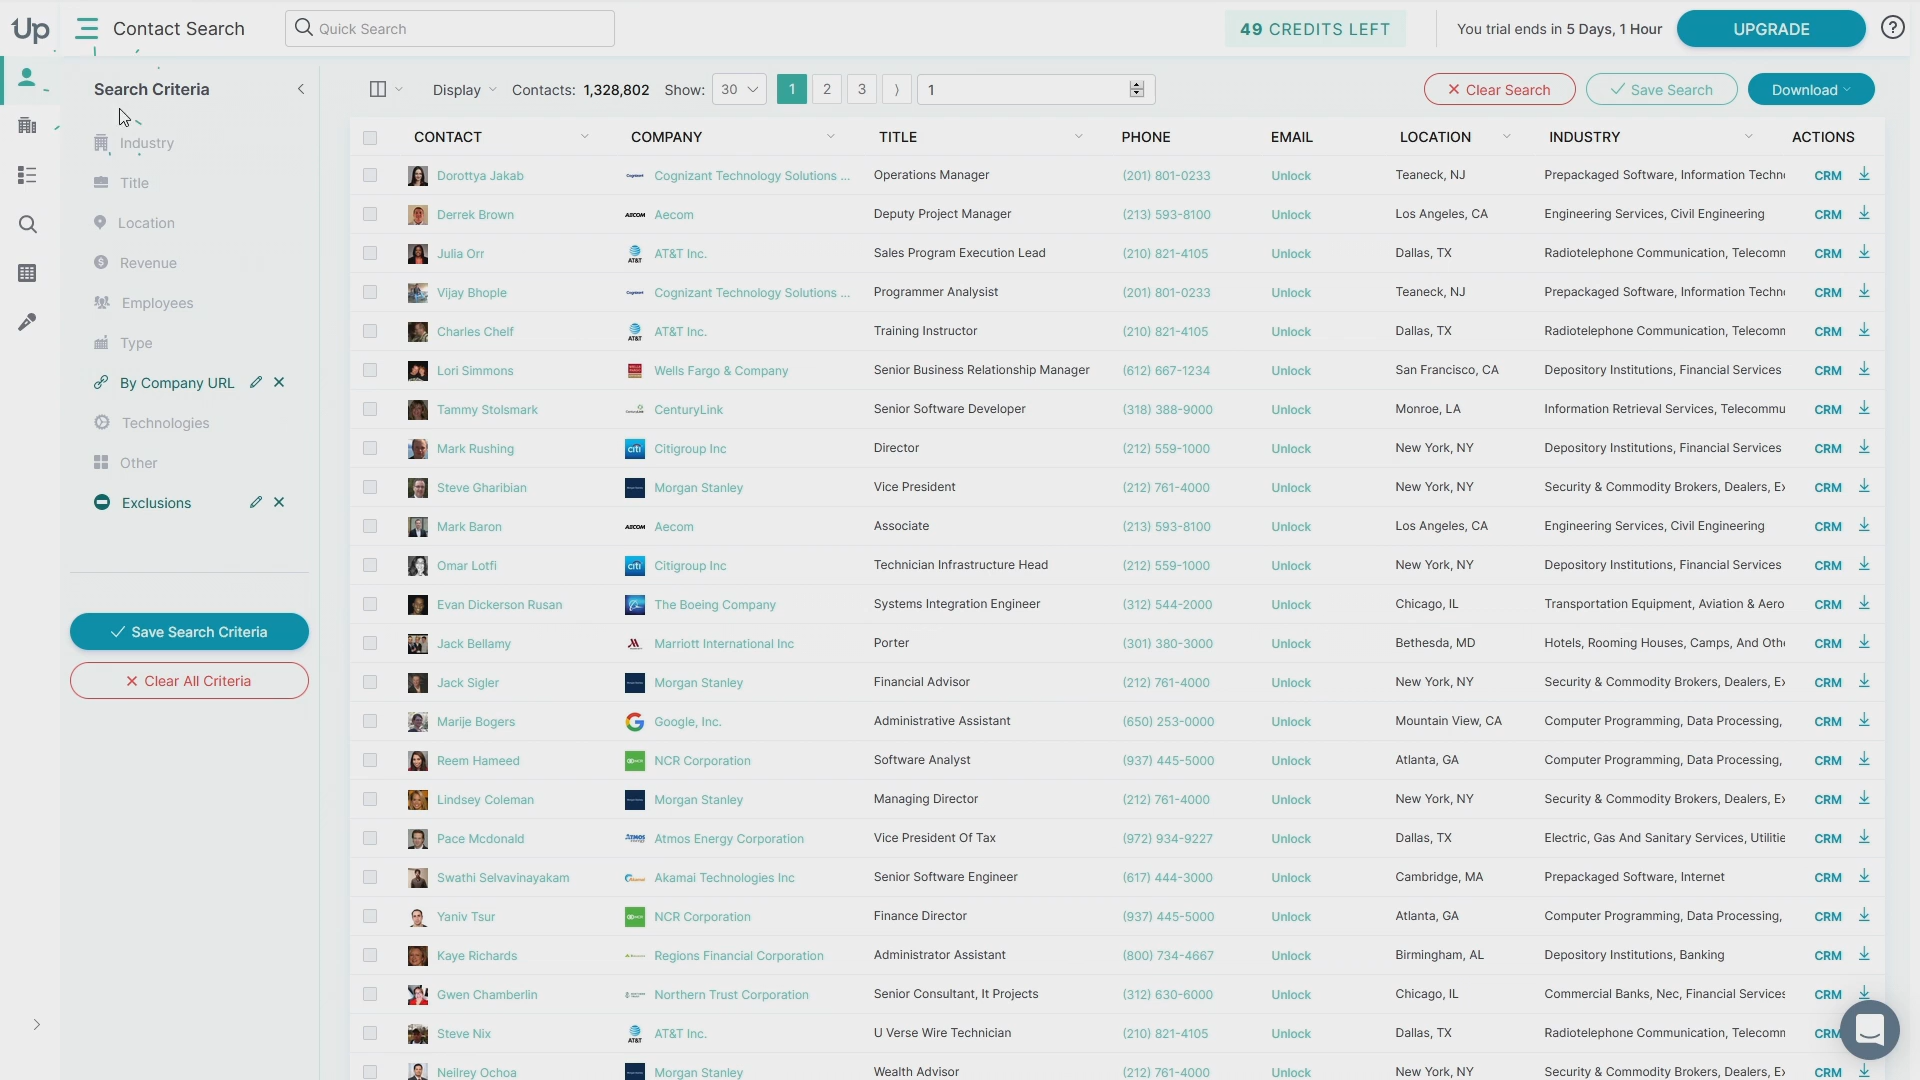 Up Contact Search Quick Search 49 CREDITS LEFT You trial ends in 5 Days, 1 Hour UPGRADE ?
Search Criteria
Industry
Title
Location
Revenue
Employees
Type
By Company URL
Technologies
Other
Exclusions
Save Search Criteria
Clear All Criteria
Display Contacts: 1,328,802 Show: 30 1 2 3 1 Clear Search Save Search Download
CONTACT COMPANY TITLE PHONE EMAIL LOCATION INDUSTRY ACTIONS
Dorottya Jakab Cognizant Technology Solutions ... Operations Manager (201) 801-0233 Unlock Teaneck, NJ Prepackaged Software, Information Techn CRM
Derrek Brown AECOM Aecom Deputy Project Manager (213) 593-8100 Unlock Los Angeles, CA Engineering Services, Civil Engineering CRM
Julia Orr AT&T AT&T Inc. Sales Program Execution Lead (210) 821-4105 Unlock Dallas, TX Radiotelephone Communication, Telecomm CRM
Vijay Bhople Cognizant Technology Solutions ... Programmer Analysist (201) 801-0233 Unlock Teaneck, NJ Prepackaged Software, Information Techn CRM
Charles Chelf AT&T AT&T Inc. Training Instructor (210) 821-4105 Unlock Dallas, TX Radiotelephone Communication, Telecomm CRM
Lori Simmons Wells Fargo & Company Senior Business Relationship Manager (612) 667-1234 Unlock San Francisco, CA Depository Institutions, Financial Services CRM
Tammy Stolsmark CenturyLink Senior Software Developer (318) 388-9000 Unlock Monroe, LA Information Retrieval Services, Telecommu CRM
Mark Rushing citi Citigroup Inc Director (212) 559-1000 Unlock New York, NY Depository Institutions, Financial Services CRM
Steve Gharibian Morgan Stanley Vice President (212) 761-4000 Unlock New York, NY Security & Commodity Brokers, Dealers, Ex CRM
Mark Baron AECOM Aecom Associate (213) 593-8100 Unlock Los Angeles, CA Engineering Services, Civil Engineering CRM
Omar Lotfi citi Citigroup Inc Technician Infrastructure Head (212) 559-1000 Unlock New York, NY Depository Institutions, Financial Services CRM
Evan Dickerson Rusan The Boeing Company Systems Integration Engineer (312) 544-2000 Unlock Chicago, IL Transportation Equipment, Aviation & Aero CRM
Jack Bellamy Marriott International Inc Porter (301) 380-3000 Unlock Bethesda, MD Hotels, Rooming Houses, Camps, And Oth CRM
Jack Sigler Morgan Stanley Financial Advisor (212) 761-4000 Unlock New York, NY Security & Commodity Brokers, Dealers, Ex CRM
Marije Bogers G Google, Inc. Administrative Assistant (650) 253-0000 Unlock Mountain View, CA Computer Programming, Data Processing, CRM
Reem Hameed NCR Corporation Software Analyst (937) 445-5000 Unlock Atlanta, GA Computer Programming, Data Processing, CRM
Lindsey Coleman Morgan Stanley Managing Director (212) 761-4000 Unlock New York, NY Security & Commodity Brokers, Dealers, Ex CRM
Pace Mcdonald Atmos Energy Corporation Vice President Of Tax (972) 934-9227 Unlock Dallas, TX Electric, Gas And Sanitary Services, Utilitie CRM
Swathi Selvavinayakam Akamai Technologies Inc Senior Software Engineer (617) 444-3000 Unlock Cambridge, MA Prepackaged Software, Internet CRM
Yaniv Tsur NCR Corporation Finance Director (937) 445-5000 Unlock Atlanta, GA Computer Programming, Data Processing, CRM
Kaye Richards Regions Financial Corporation Administrator Assistant (800) 734-4667 Unlock Birmingham, AL Depository Institutions, Banking CRM
Gwen Chamberlin Northern Trust Corporation Senior Consultant, It Projects (312) 630-6000 Unlock Chicago, IL Commercial Banks, Nec, Financial Services CRM
Steve Nix AT&T AT&T Inc. U Verse Wire Technician (210) 821-4105 Unlock Dallas, TX Radiotelephone Communication, Telecomm CRM
Neilrey Ochoa Morgan Stanley Wealth Advisor (212) 761-4000 Unlock New York, NY Security & Commodity Brokers, Dealers, Ex CRM